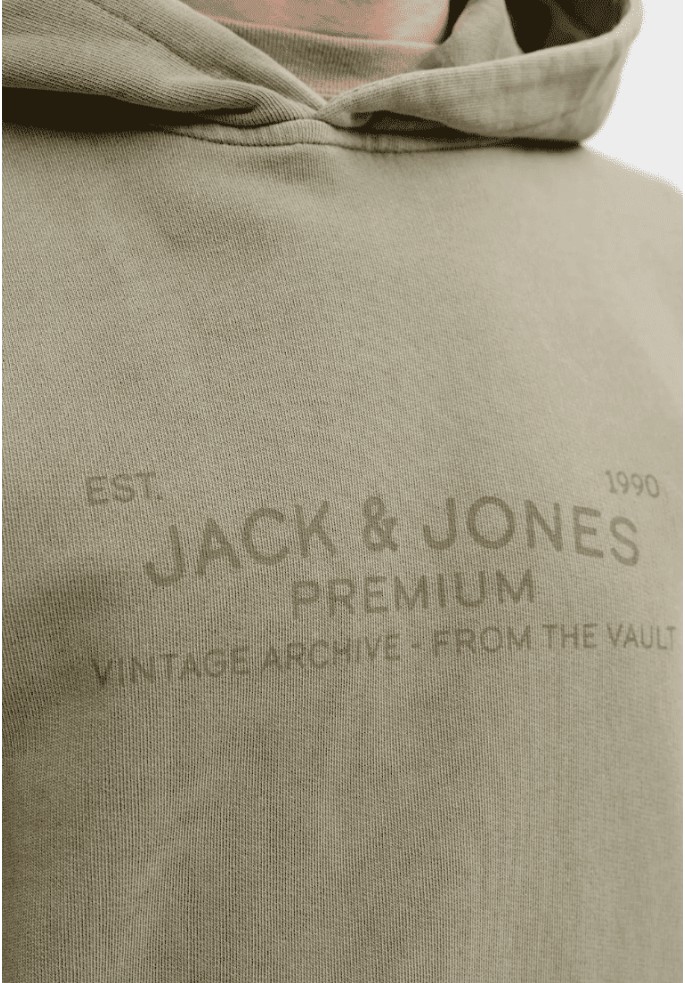 EST. 1990
JACK & JONES
PREMIUM
VINTAGE ARCHIVE - FROM THE VAULT